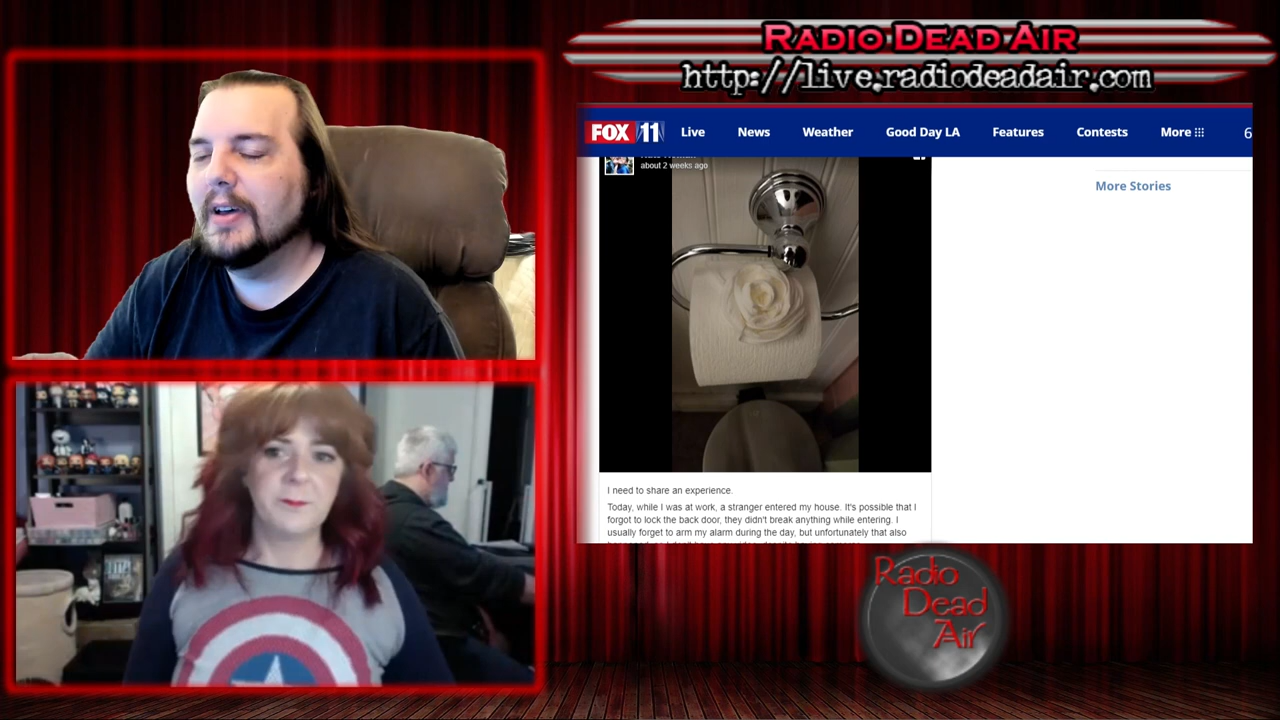 RADIO DEAD AIR
http://live.radiodeadair.com
FOX 11
Live
News
Weather
Good Day LA
Features
Contests
More
6
about 2 weeks ago
More Stories
I need to share an experience.
Today, while I was at work, a stranger entered my house. It's possible that I
forgot to lock the back door, they didn't break anything while entering. I
usually forget to arm my alarm during the day, but unfortunately that also
Radio
Dead
Air